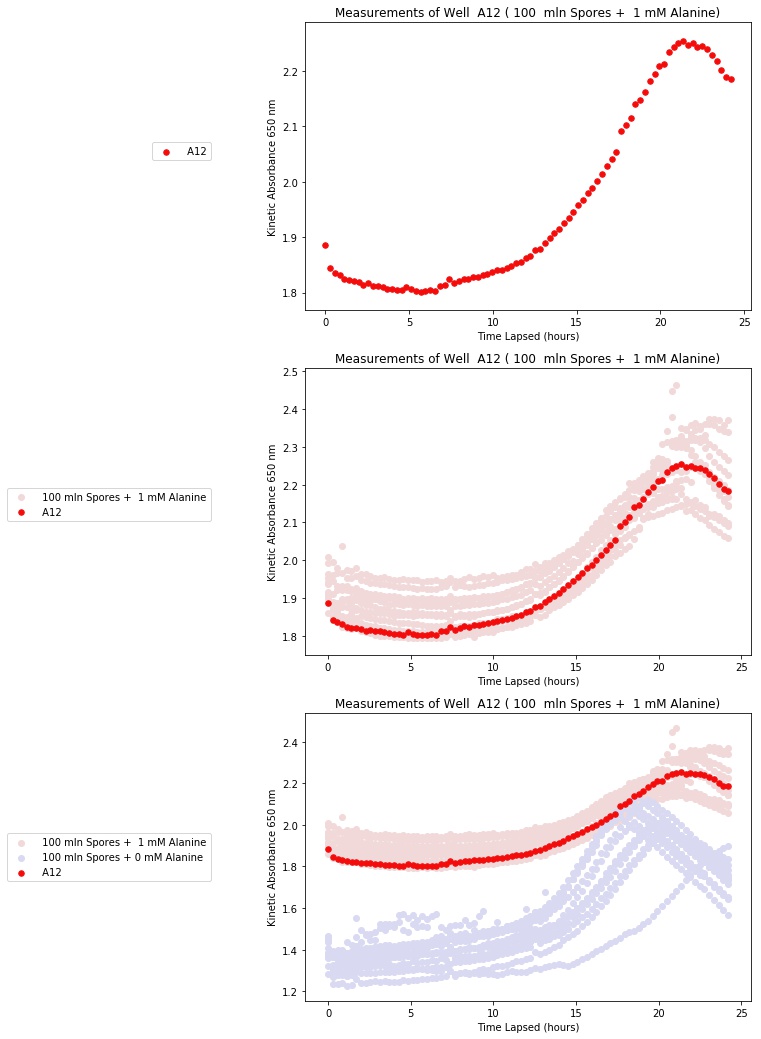 Measurements of Well A12 ( 100 mln Spores + 1 mM Alanine)
A12
Kinetic Absorbance 650 nm
2.2
2.1
2.0
1.9
1.8
0 5 10 15 20 25
Time Lapsed (hours)
Measurements of Well A12 ( 100 mln Spores + 1 mM Alanine)
100 mln Spores + 1 mM Alanine
A12
Kinetic Absorbance 650 nm
2.5
2.4
2.3
2.2
2.1
2.0
1.9
1.8
0 5 10 15 20 25
Time Lapsed (hours)
Measurements of Well A12 ( 100 mln Spores + 1 mM Alanine)
100 mln Spores + 1 mM Alanine
100 mln Spores + 0 mM Alanine
A12
Kinetic Absorbance 650 nm
2.4
2.2
2.0
1.8
1.6
1.4
1.2
0 5 10 15 20 25
Time Lapsed (hours)